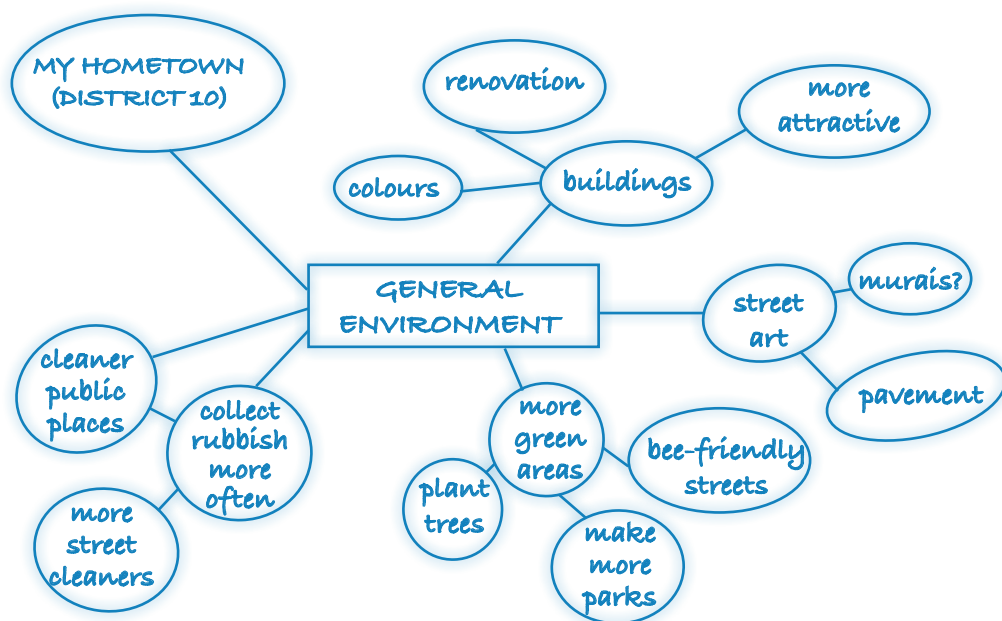 MY HOMETOWN
(DISTRICT 10)
renovation
more
attractive
colours
buildings
GENERAL
ENVIRONMENT
street
art
murais?
pavement
cleaner
public
places
collect
rubbish
more
often
more
street
cleaners
more
green
areas
plant
trees
bee-friendly
streets
make
more
parks